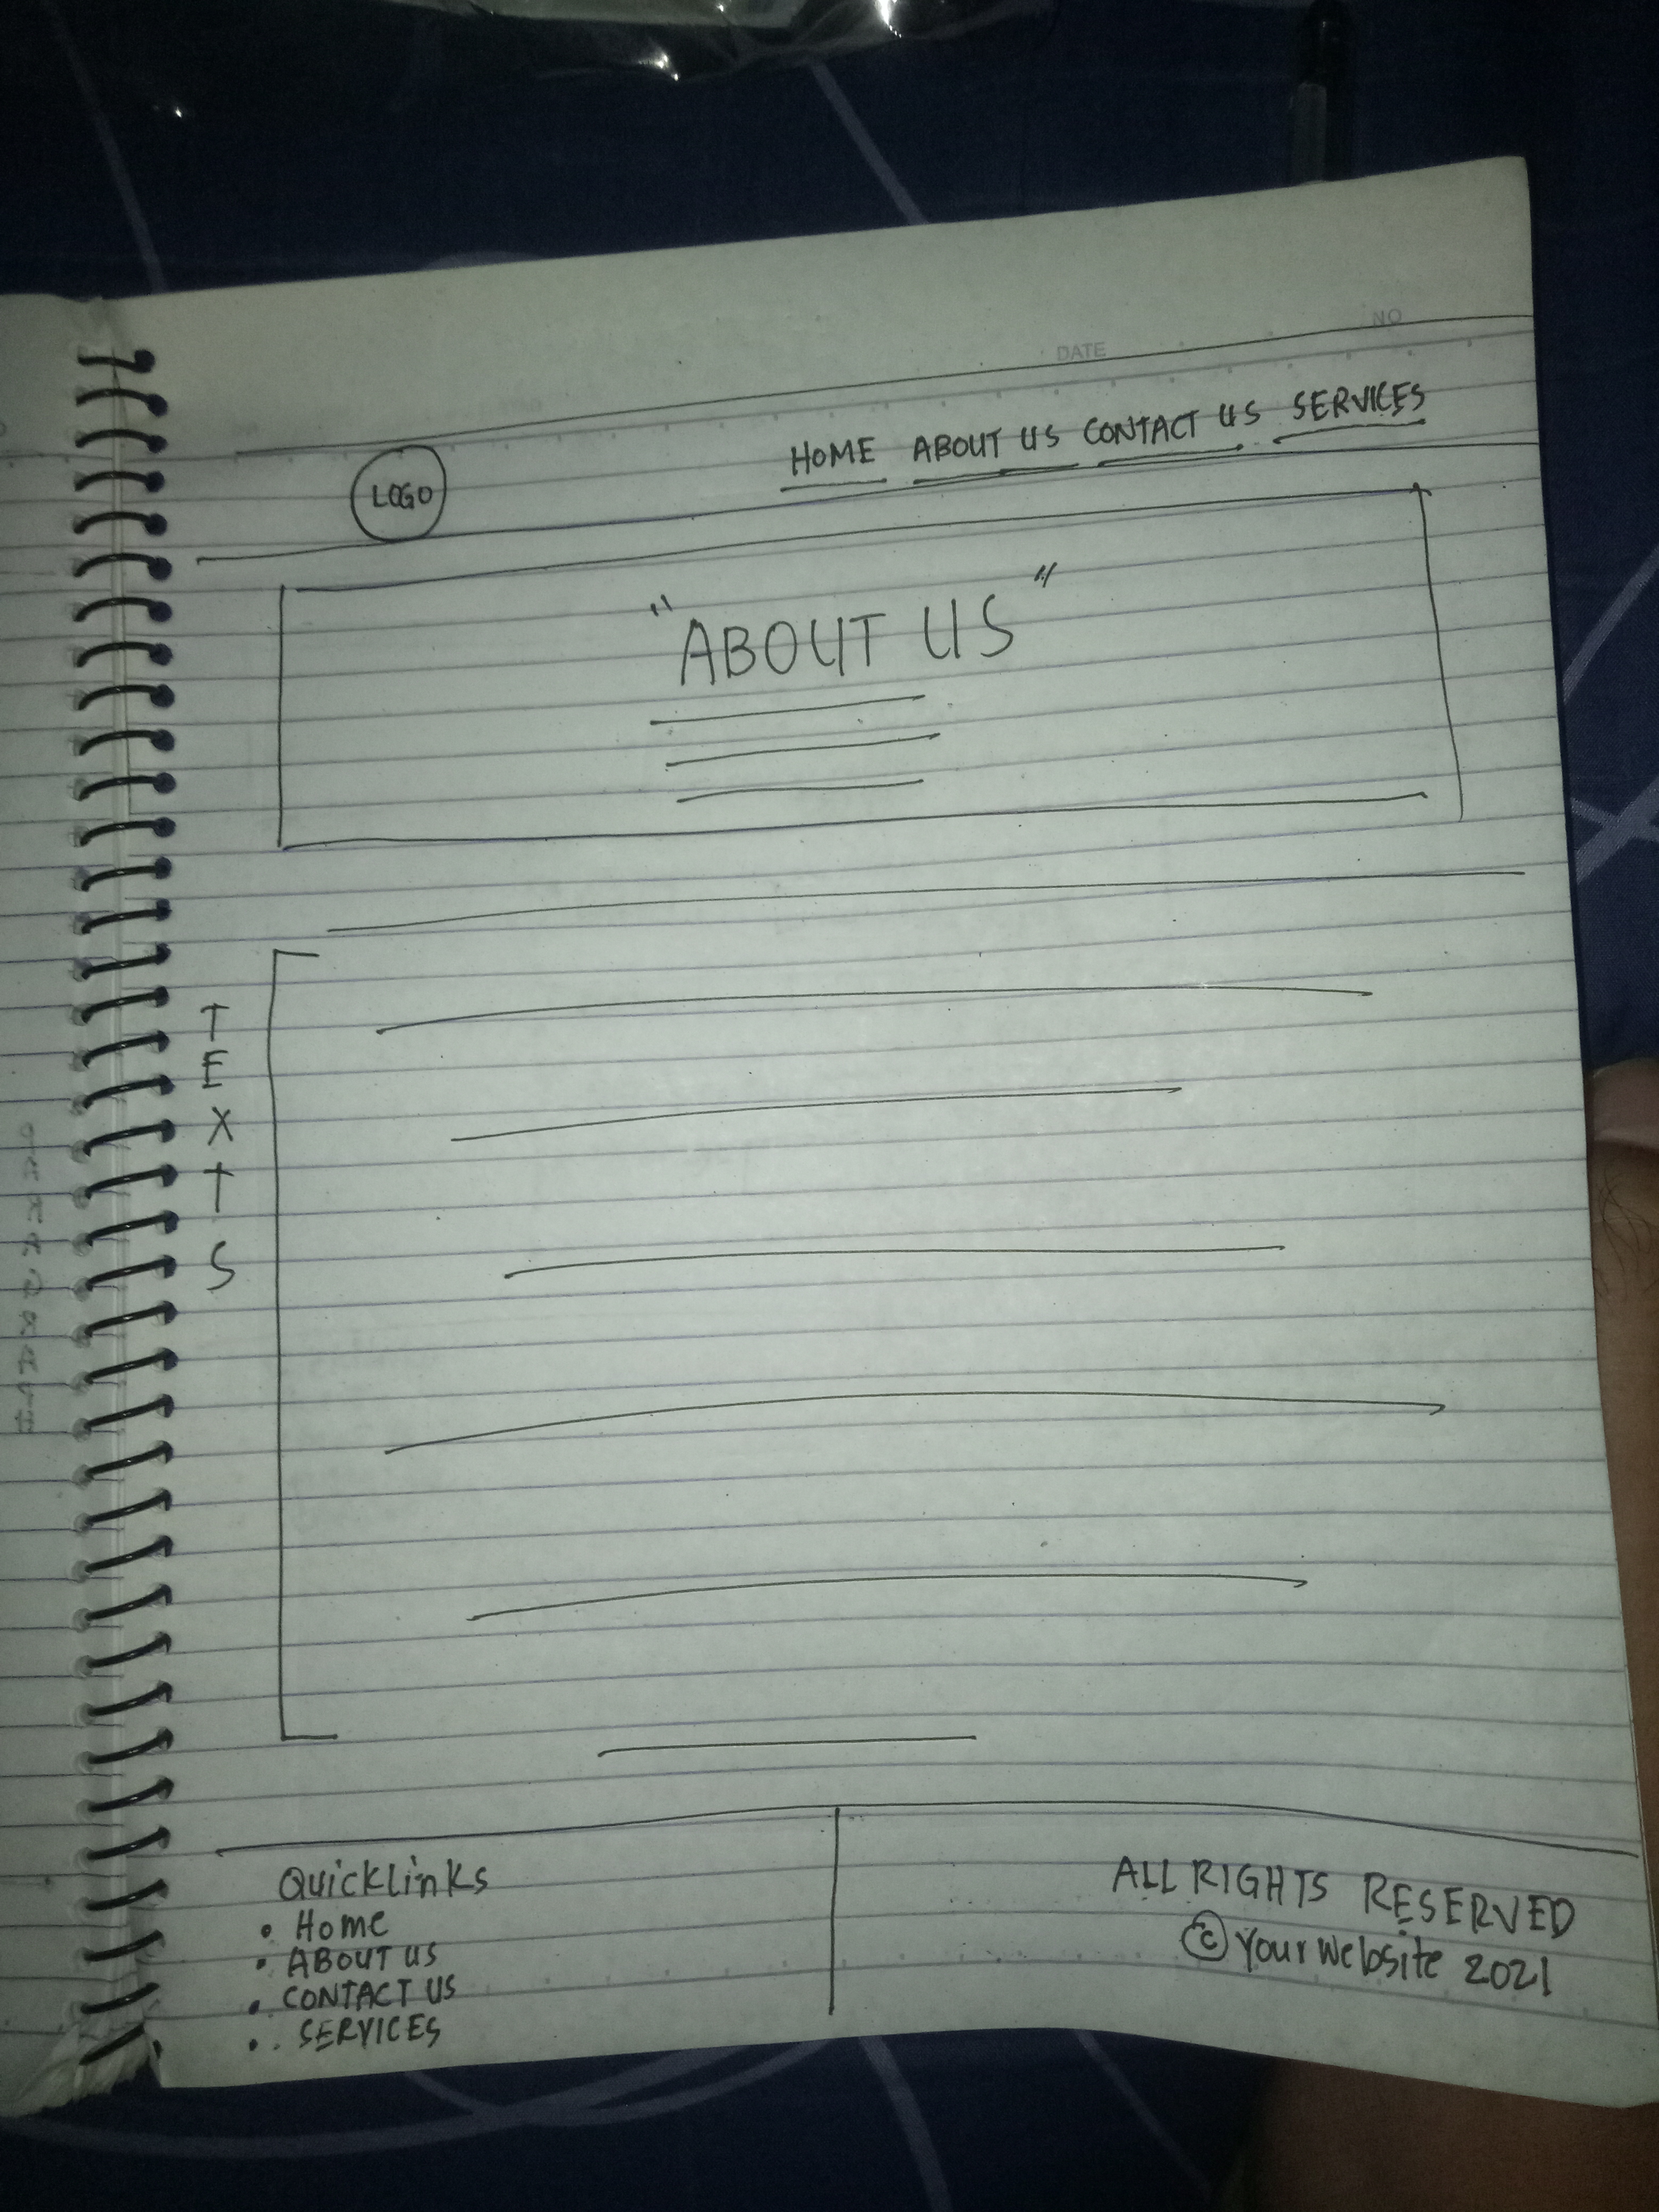 NO
DATE
HOME ABOUT US CONTACT US SERVICES
LOGO
"ABOUT US"
TEXTS
Quicklinks
• Home
• ABOUT US
• CONTACT US
• SERVICES
ALL RIGHTS RESERVED
© Your Website 2021